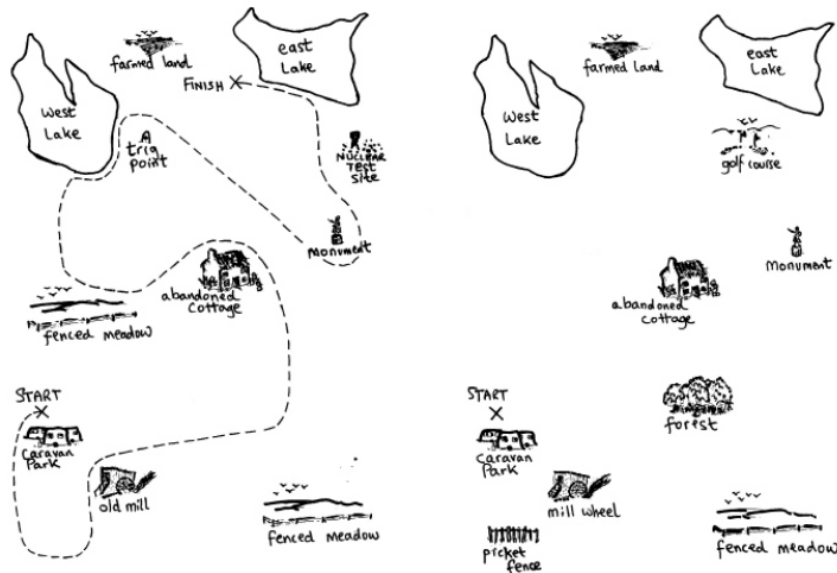 east
Lake
farmed land
FINISH
West
Lake
trig
point
NUCLEAR
TEST
Site
monument
abandoned
cottage
fenced meadow
START
caravan
Park
old mill
fenced meadow
east
Lake
farmed land
West
Lake
golf course
monument
abandoned
cottage
START
forest
caravan
Park
mill wheel
picket
fence
fenced meadow